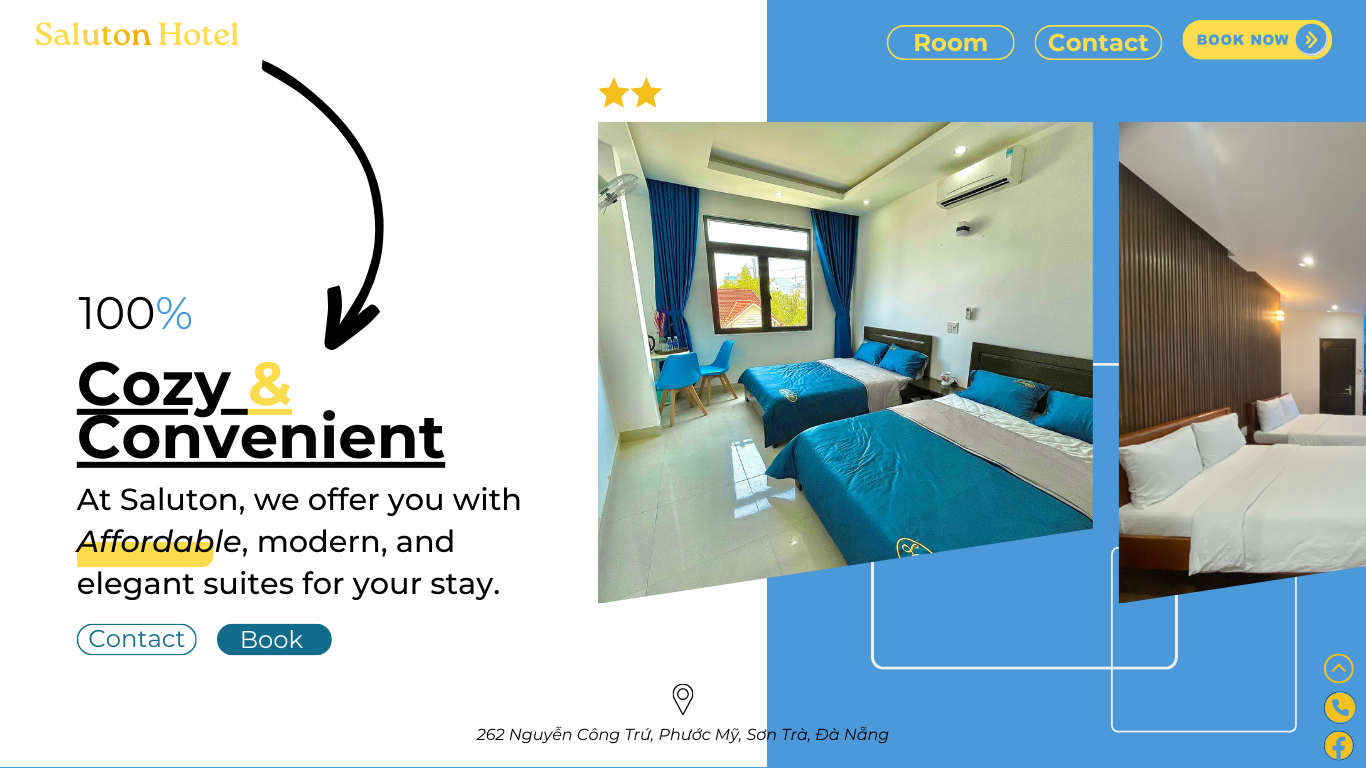 Saluton Hotel
Room
Contact
BOOK NOW
100%
Cozy &
Convenient
At Saluton, we offer you with
Affordable, modern, and
elegant suites for your stay.
Contact
Book
262 Nguyễn Công Trứ, Phước Mỹ, Sơn Trà, Đà Nẵng